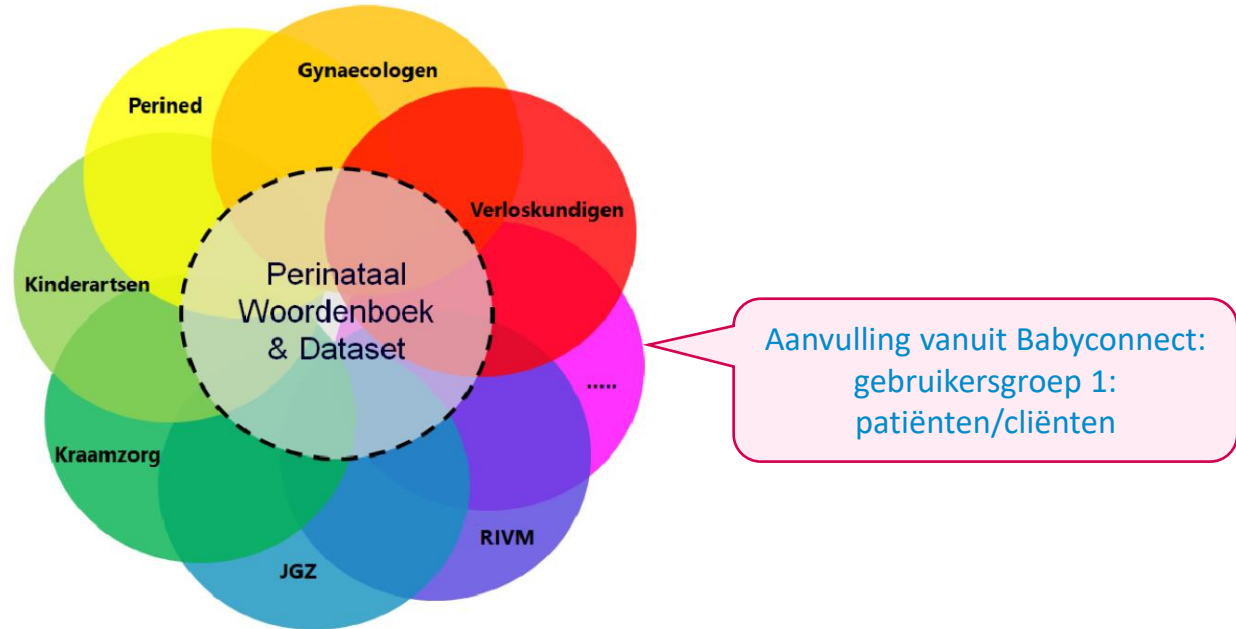 Gynaecologen
Perined
Verloskundigen
Kinderartsen
Perinataal
Woordenboek
& Dataset
.....
Kraamzorg
RIVM
JGZ
Aanvulling vanuit Babyconnect:
gebruikersgroep 1:
patiënten/cliënten